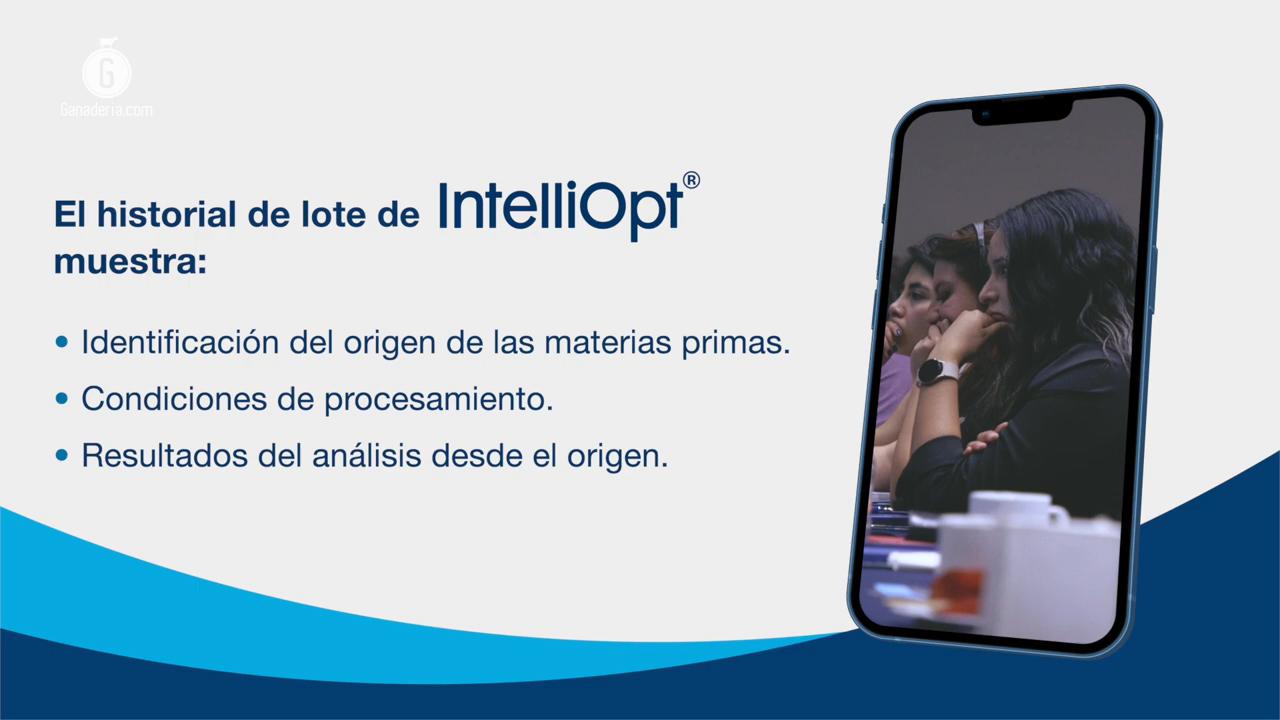 G
Ganaderia.com
El historial de lote de IntelliOpt®
muestra:
• Identificación del origen de las materias primas.
• Condiciones de procesamiento.
• Resultados del análisis desde el origen.